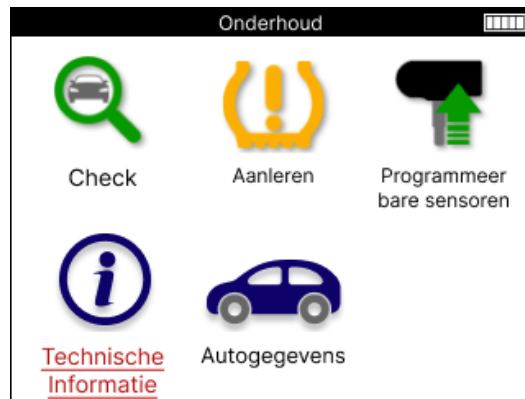 Onderhoud
Check
Aanleren
Programmeer
bare sensoren
Technische
Informatie
Autogegevens